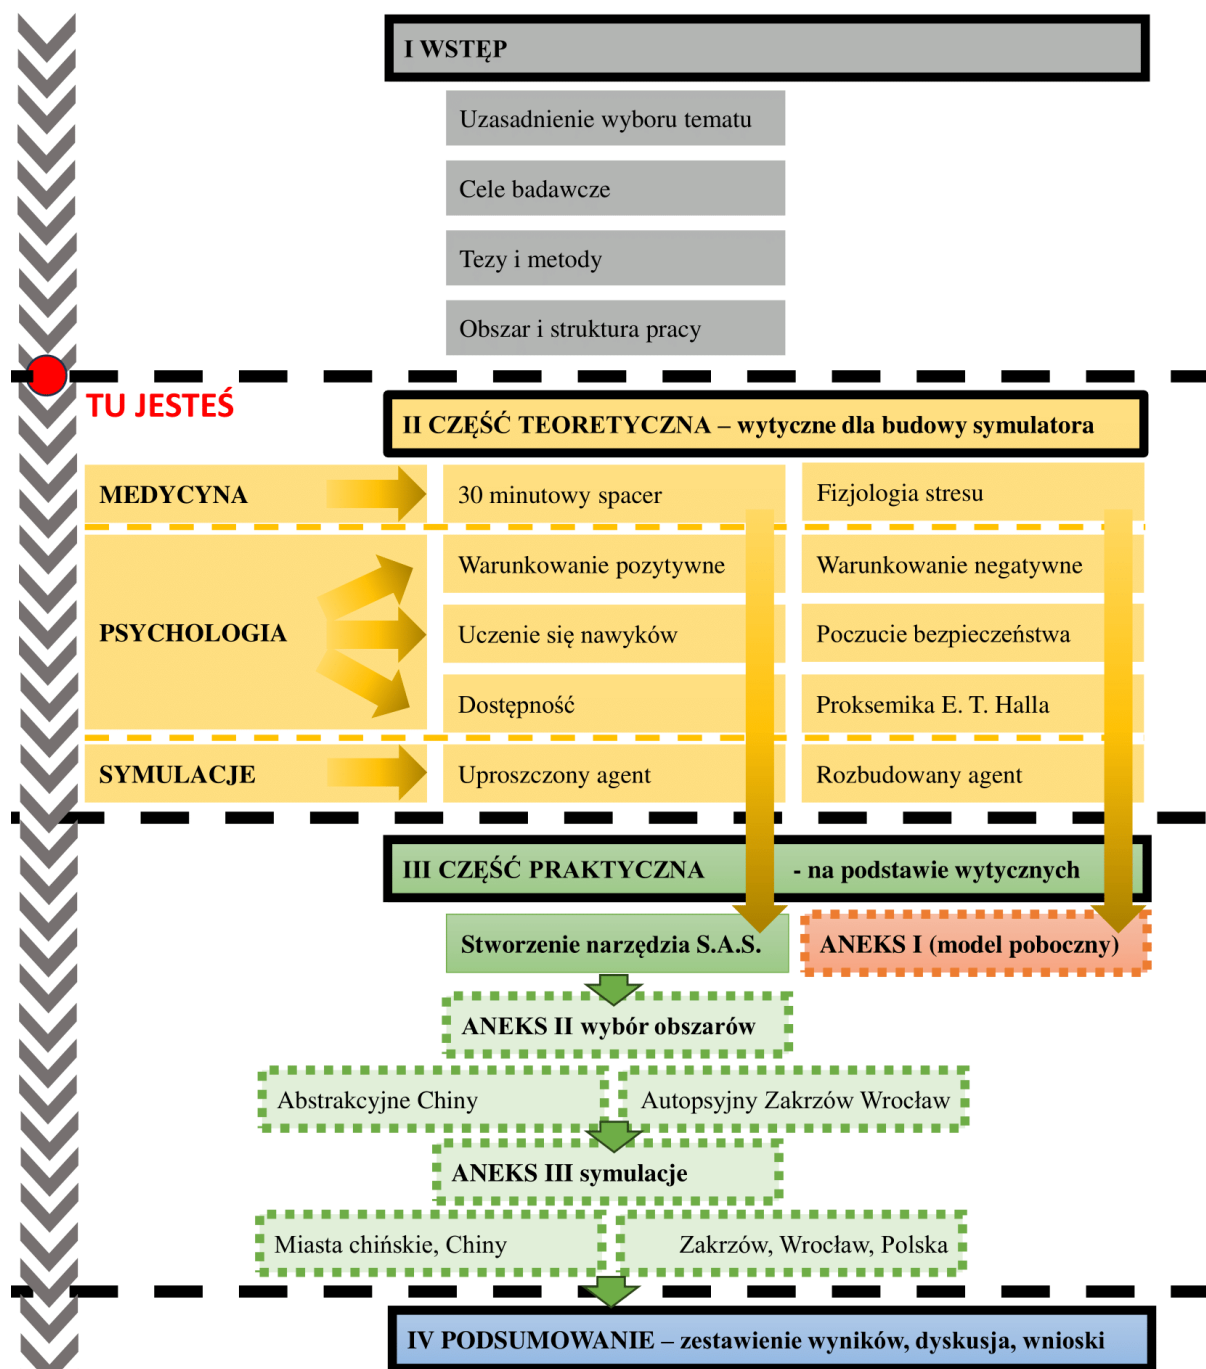 I WSTĘP
Uzasadnienie wyboru tematu
Cele badawcze
Tezy i metody
Obszar i struktura pracy
TU JESTEŚ
II CZĘŚĆ TEORETYCZNA – wytyczne dla budowy symulatora
MEDYCYNA
30 minutowy spacer
Fizjologia stresu
PSYCHOLOGIA
Warunkowanie pozytywne
Warunkowanie negatywne
Uczenie się nawyków
Poczucie bezpieczeństwa
Dostępność
Proksemika E. T. Halla
SYMULACJE
Uproszczony agent
Rozbudowany agent
III CZĘŚĆ PRAKTYCZNA - na podstawie wytycznych
Stworzenie narzędzia S.A.S.
ANEKS I (model poboczny)
ANEKS II wybór obszarów
Abstrakcyjne Chiny
Autopsyjny Zakrzów Wrocław
ANEKS III symulacje
Miasta chińskie, Chiny
Zakrzów, Wrocław, Polska
IV PODSUMOWANIE – zestawienie wyników, dyskusja, wnioski